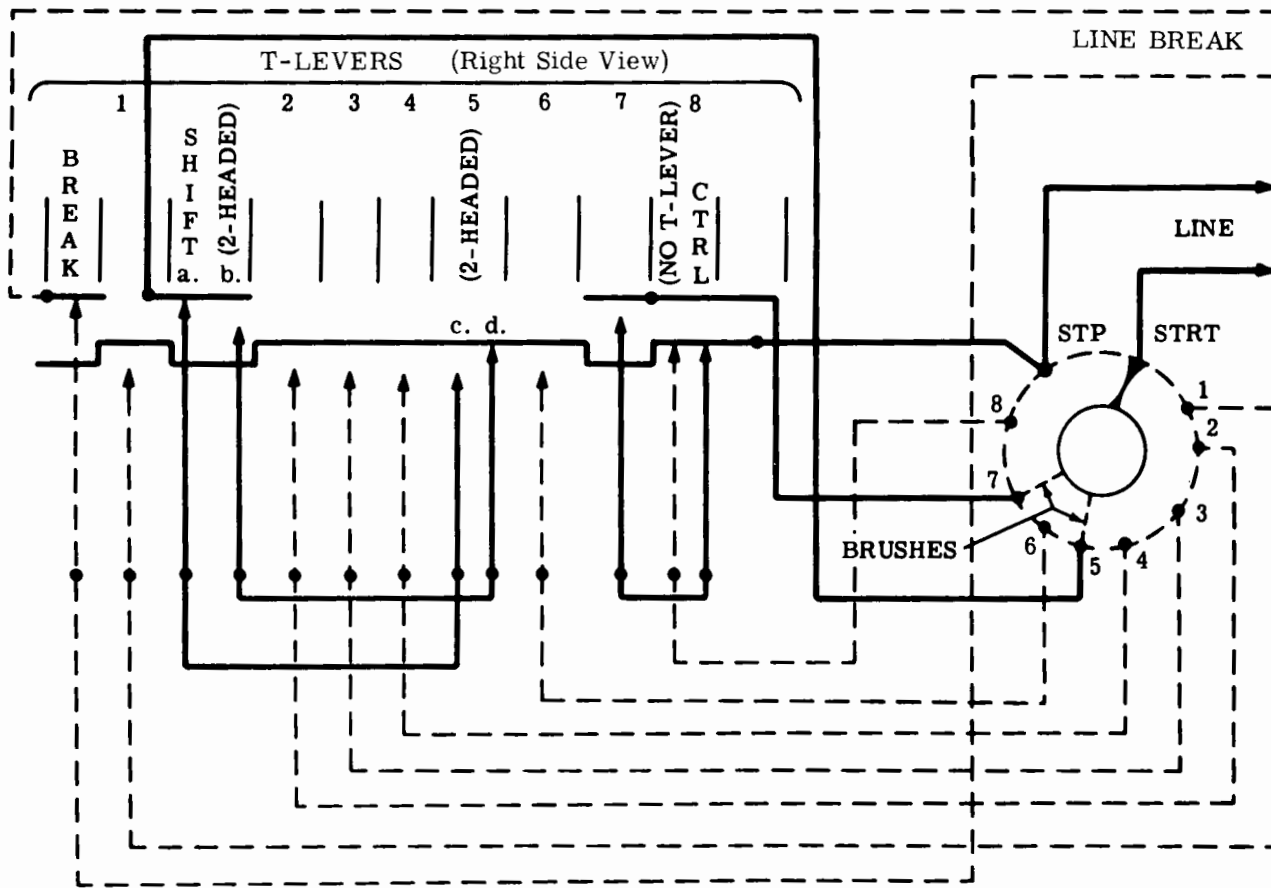 LINE BREAK
T-LEVERS (Right Side View)
1 2 3 4 5 6 7 8
BREAK
SHIFT
a. b. (2-HEADED)
(2-HEADED)
(NO T-LEVER)
CTRL
LINE
c. d.
STP STRT
1
2
3
4
5
6
7
8
BRUSHES